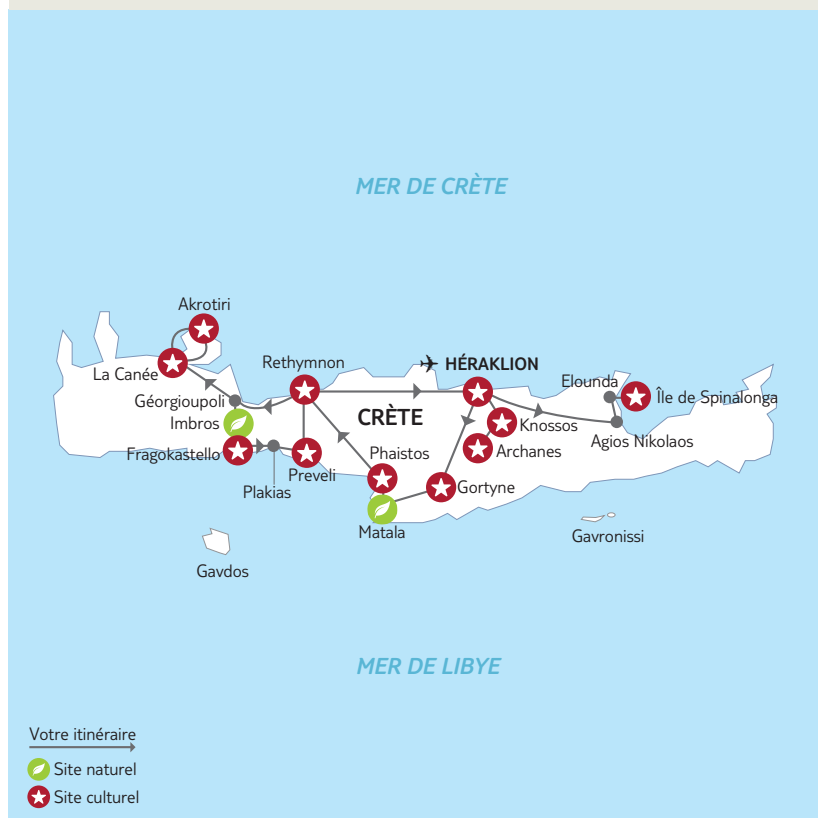 MER DE CRÈTE
Akrotiri
Rethymnon
HÉRAKLION
La Canée
Elounda
Île de Spinalonga
Géorgioupoli
CRÈTE
Imbros
Knossos
Agios Nikolaos
Fragokastello
Phaistos
Archanes
Preveli
Plakias
Gortyne
Matala
Gavronissi
Gavdos
MER DE LIBYE
Votre itinéraire
Site naturel
Site culturel